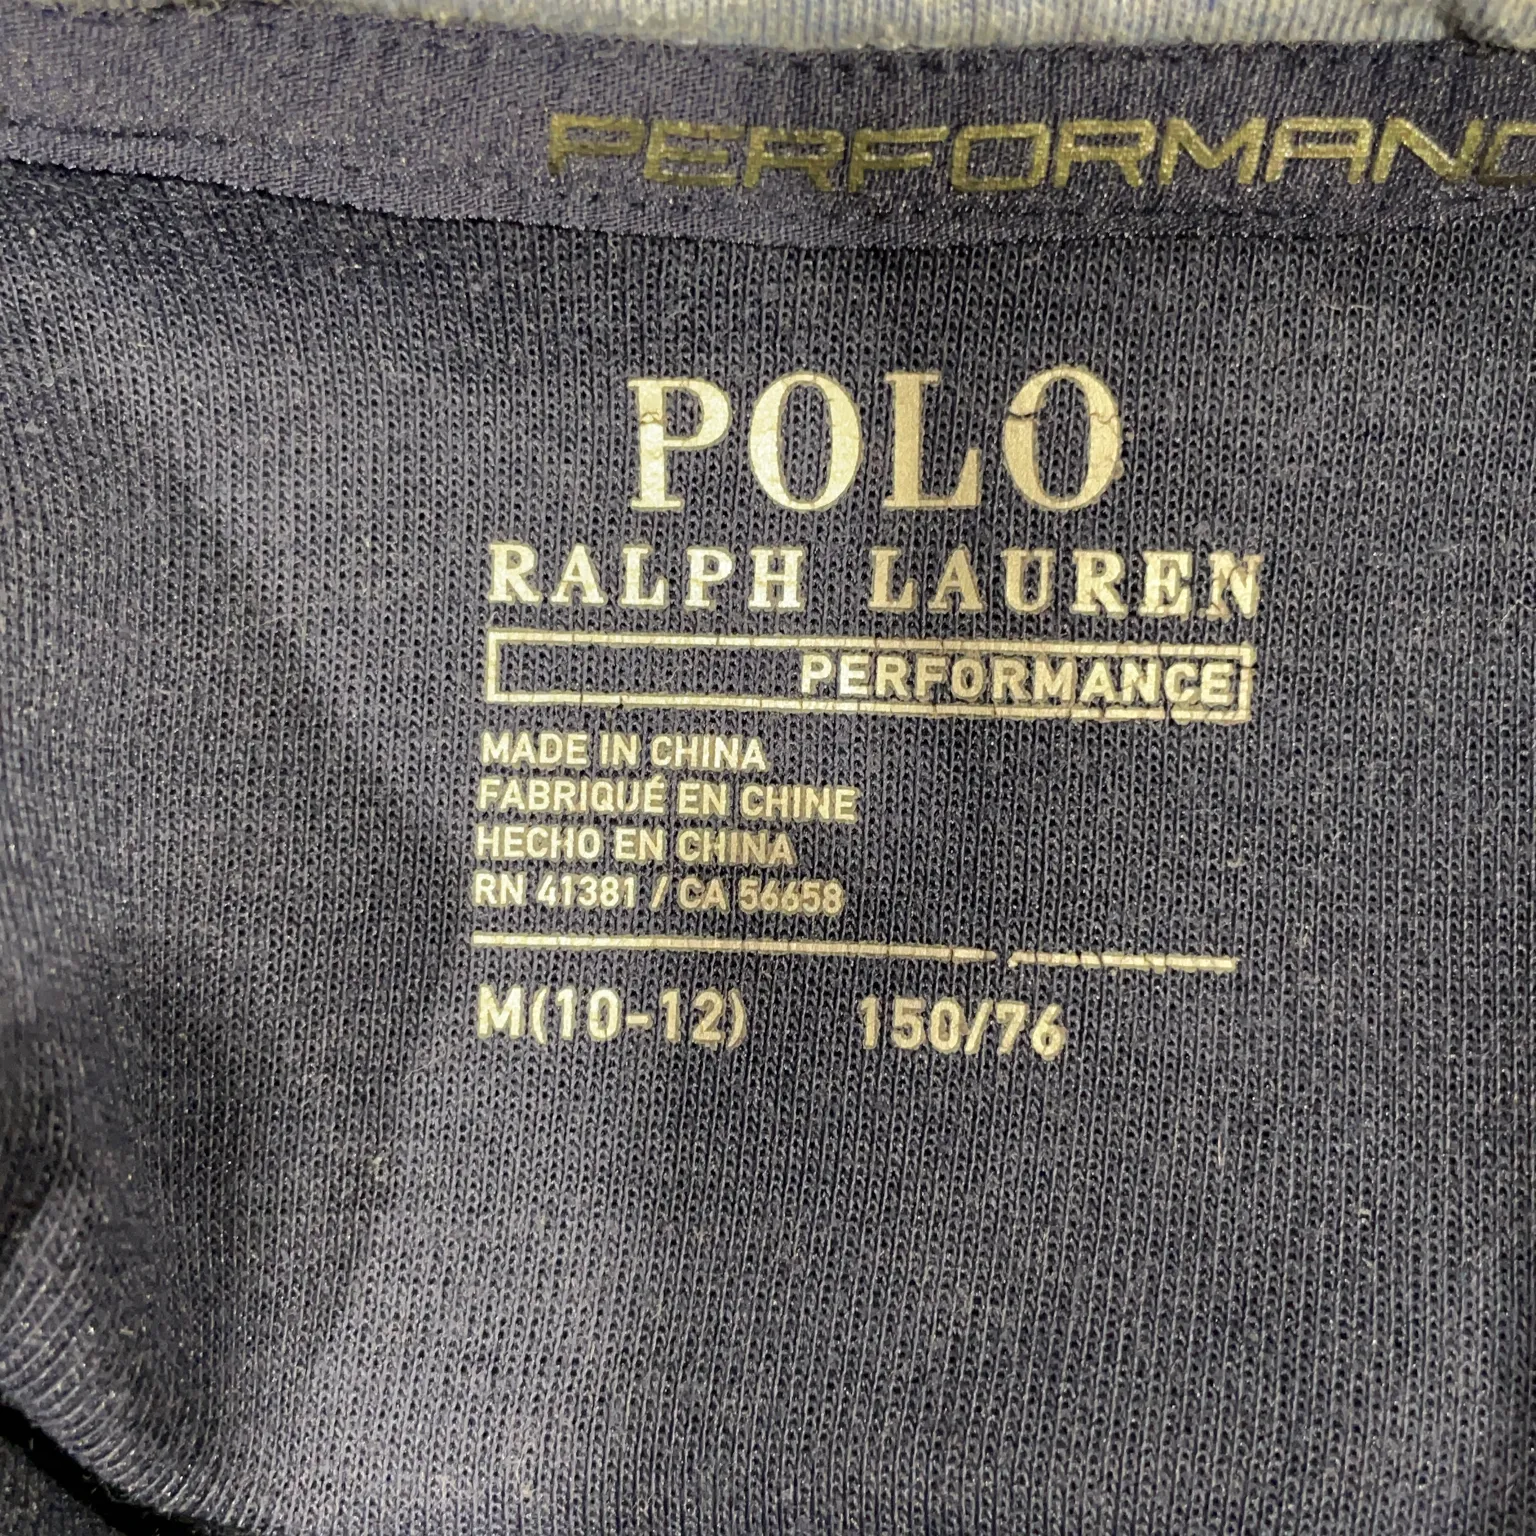 PERFORMANC
POLO
RALPH LAUREN
PERFORMANCE
MADE IN CHINA
FABRIQUÉ EN CHINE
HECHO EN CHINA
RN 41381 / CA 56658
M(10-12) 150/76